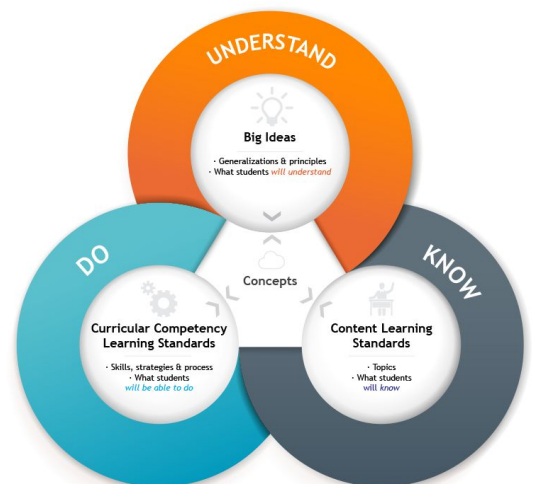 UNDERSTAND
Big Ideas
· Generalizations & principles
· What students will understand
DO
KNOW
Concepts
Curricular Competency
Learning Standards
· Skills, strategies & process
· What students
will be able to do
Content Learning
Standards
· Topics
· What students
will know